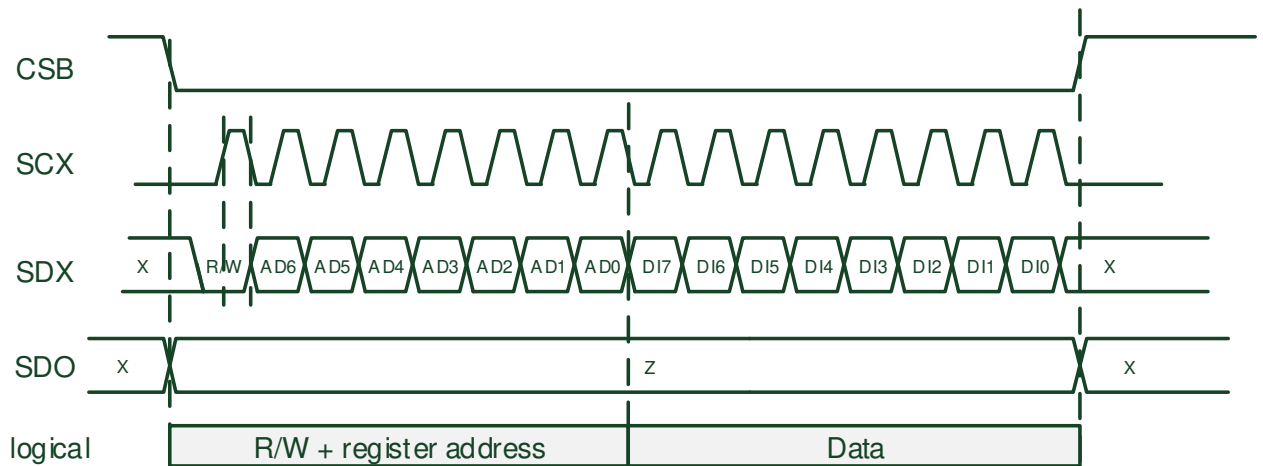 CSB
SCX
SDX X R/W AD6 AD5 AD4 AD3 AD2 AD1 AD0 DI7 DI6 DI5 DI4 DI3 DI2 DI1 DI0 X
SDO X Z X
logical R/W + register address Data